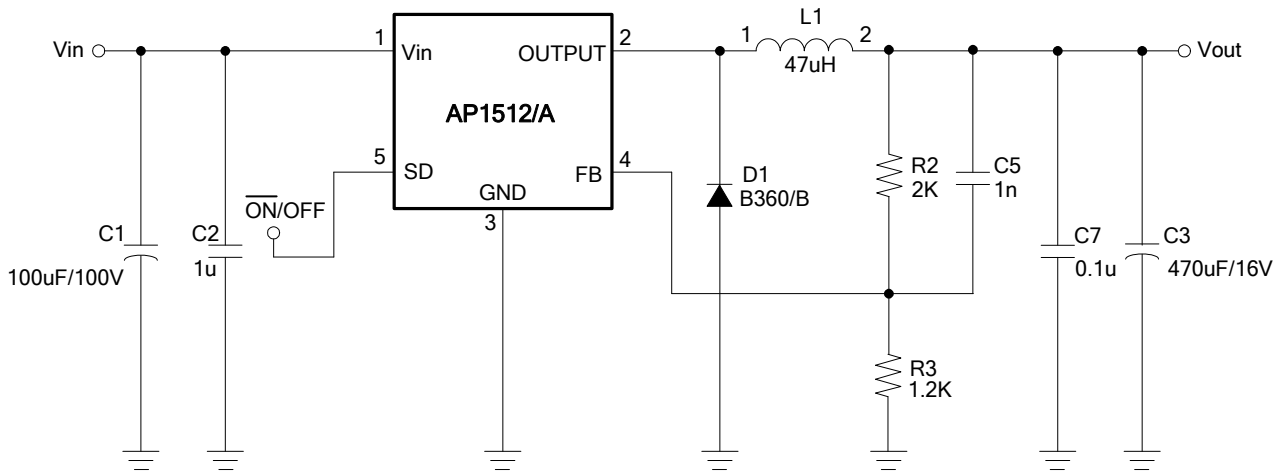 L1
Vin
1
Vin
OUTPUT
2
1
2
47uH
Vout
AP1512/A
5
SD
FB
4
GND
3
ON/OFF
D1
B360/B
R2
2K
C5
1n
C1
100uF/100V
C2
1u
C7
0.1u
C3
470uF/16V
R3
1.2K